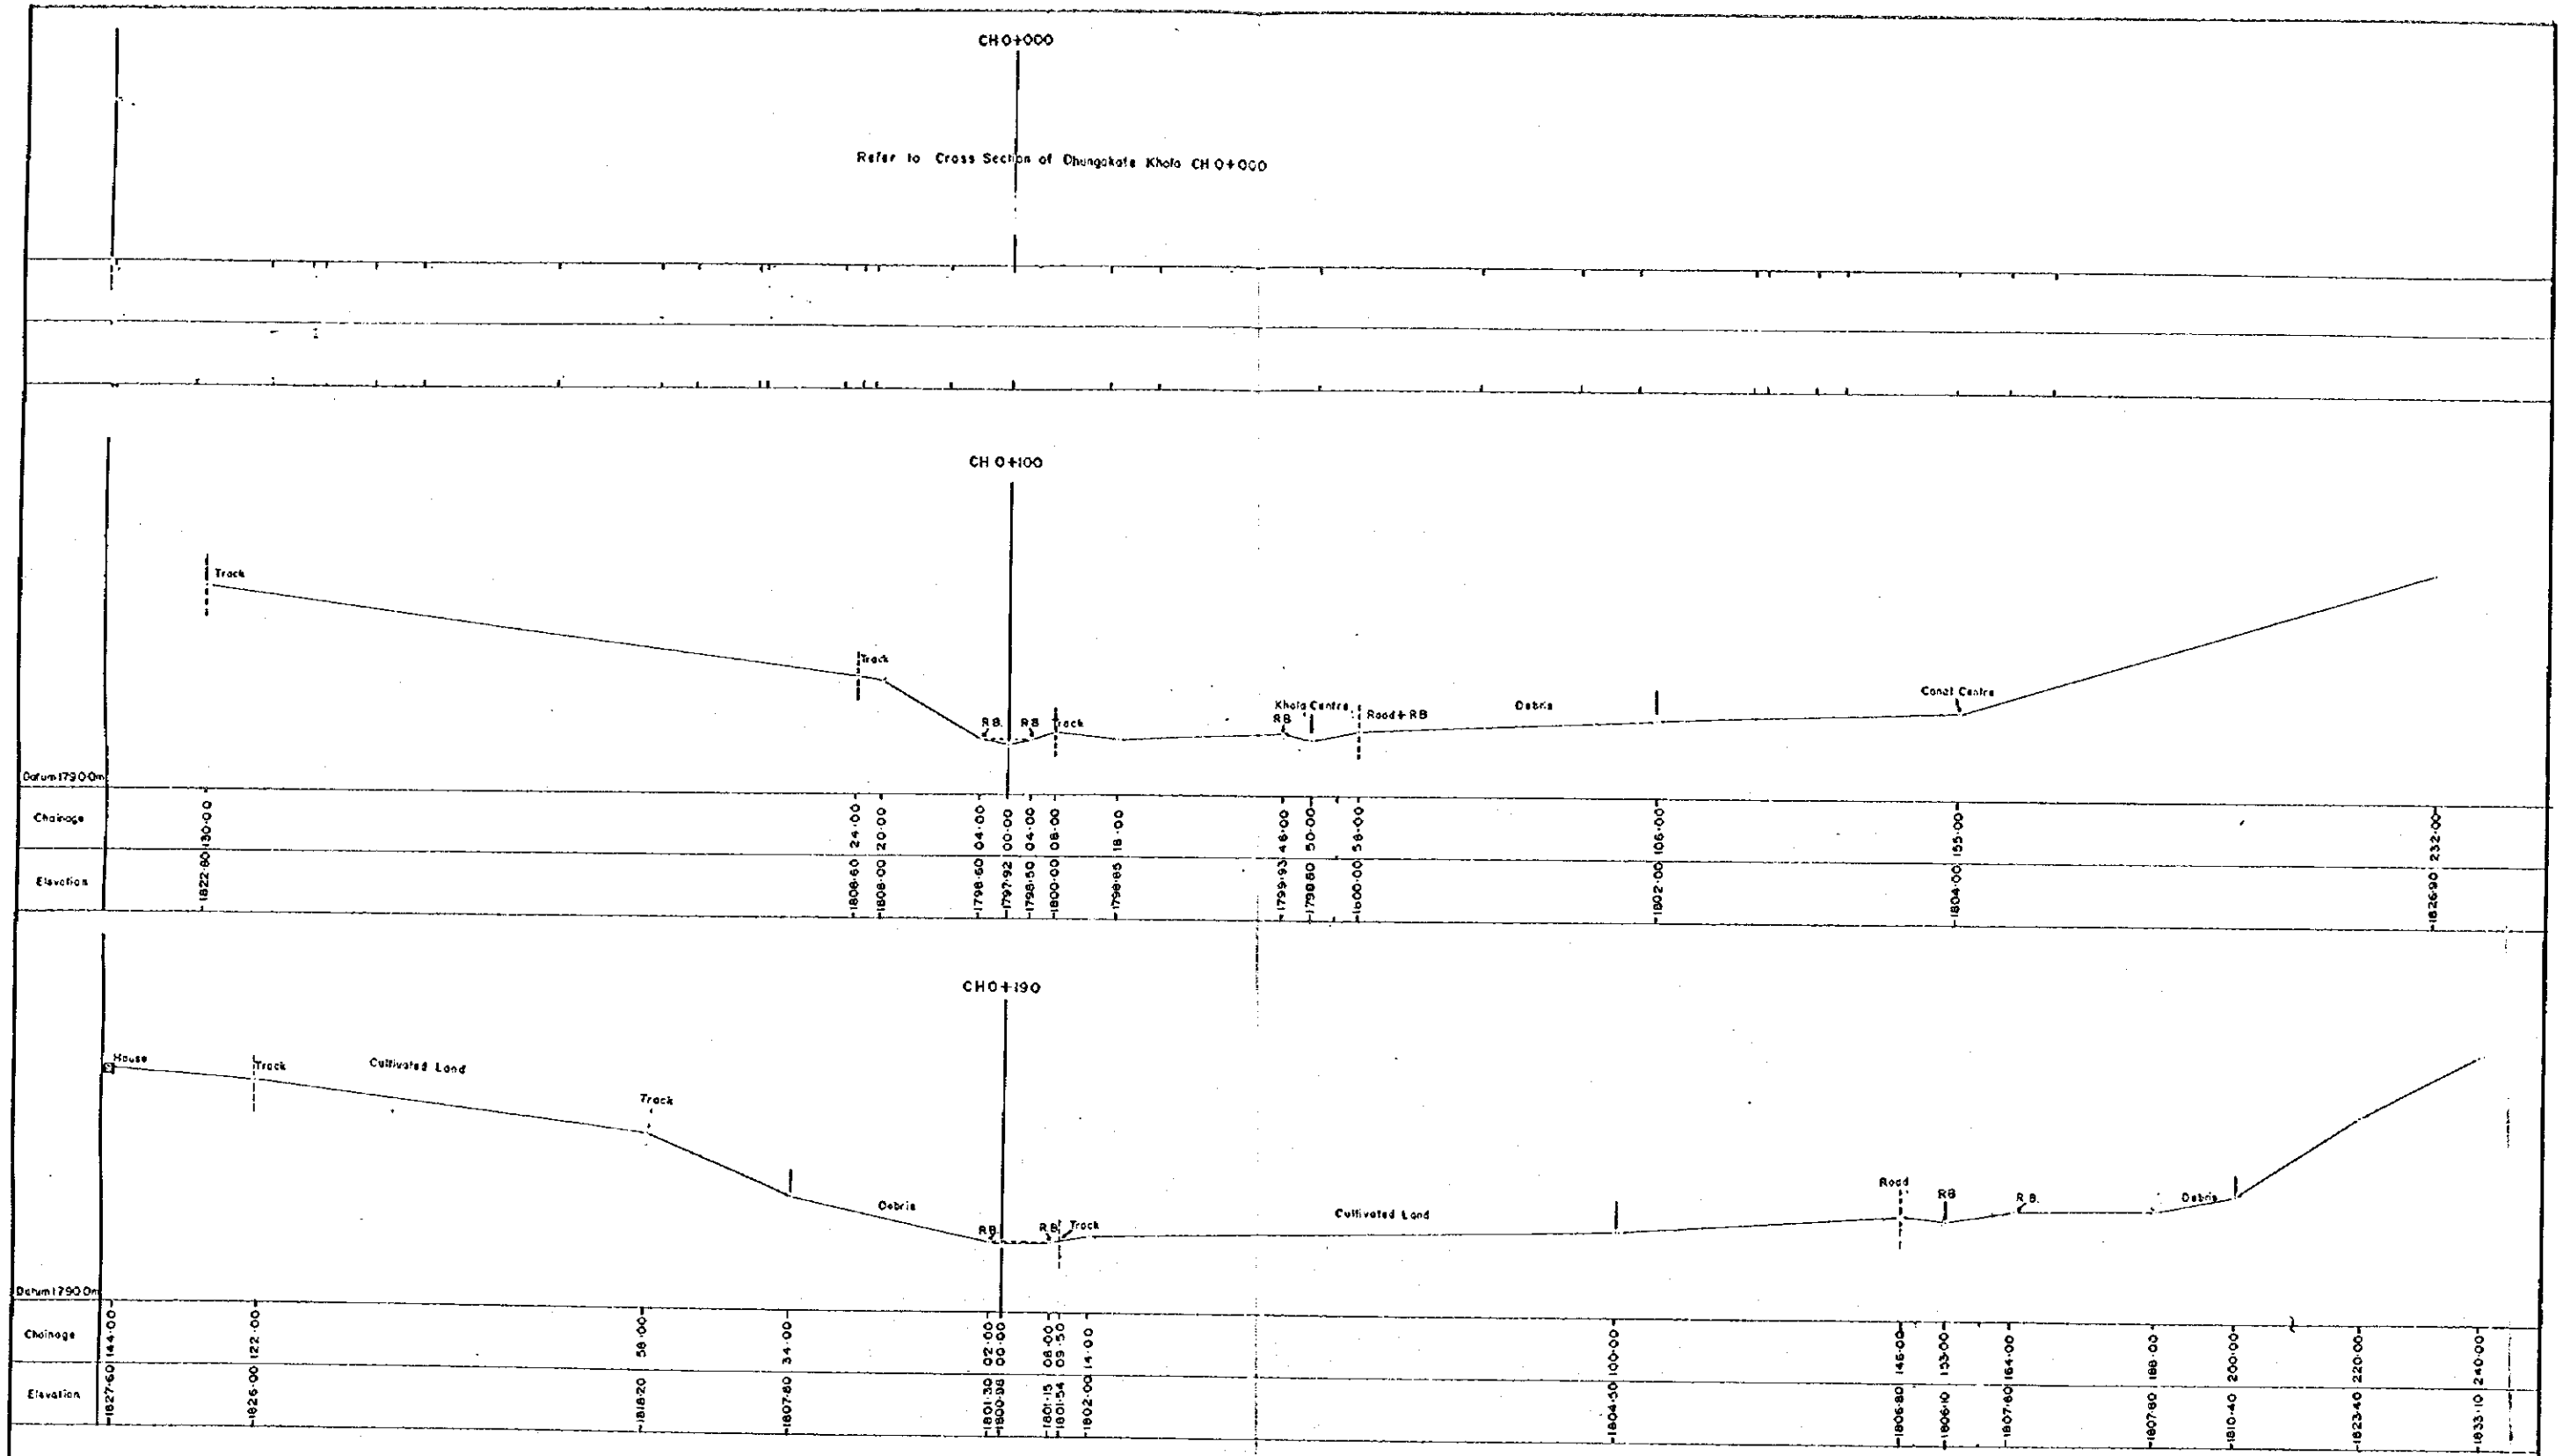 CH 0+000
Refer to Cross Section of Dhungakate Khola CH 0+000
CH 0+100
Track
Track
R.B.
RB
Track
Khola Centre
RB
Road + RB
Debris
Canal Centre
Datum 1790.0m
Chainage
130.00 24.00 20.00 04.00 00.00 04.00 08.00 18.00 46.00 50.00 58.00 106.00 155.00 232.00
Elevation
1822.80 1808.60 1808.00 1798.60 1797.92 1798.50 1800.00 1798.85 1799.93 1798.80 1800.00 1802.00 1804.00 1826.90
CH 0+190
House
Track
Cultivated Land
Track
Debris
RB
RB
Track
Cultivated Land
Road
RB
R.B.
Debris
Datum 1790.0m
Chainage
144.00 122.00 58.00 34.00 02.00 00.00 08.00 09.50 14.00 100.00 146.00 153.00 164.00 188.00 200.00 220.00 240.00
Elevation
1827.60 1826.00 1818.20 1807.80 1801.30 1800.98 1801.15 1801.54 1802.00 1804.50 1806.80 1806.10 1807.60 1807.80 1810.40 1823.40 1833.10